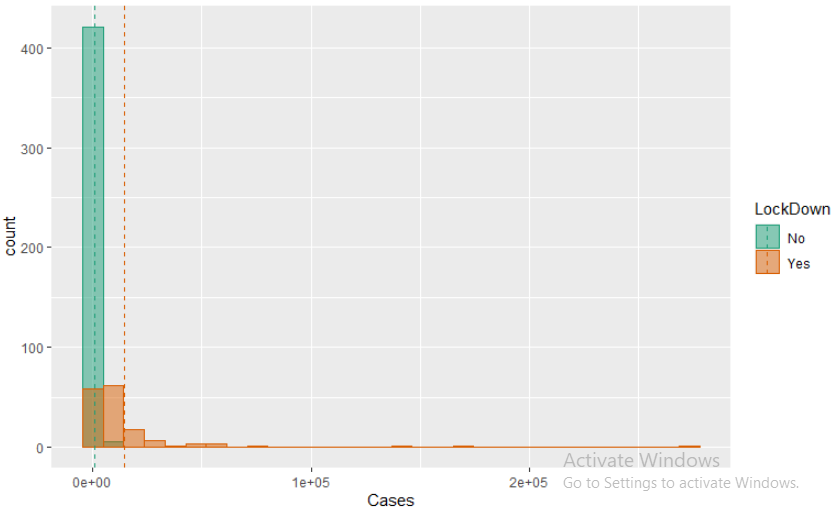 400
300
200
100
0
count
0e+00 1e+05 2e+05
Cases
LockDown
No
Yes
Activate Windows
Go to Settings to activate Windows.